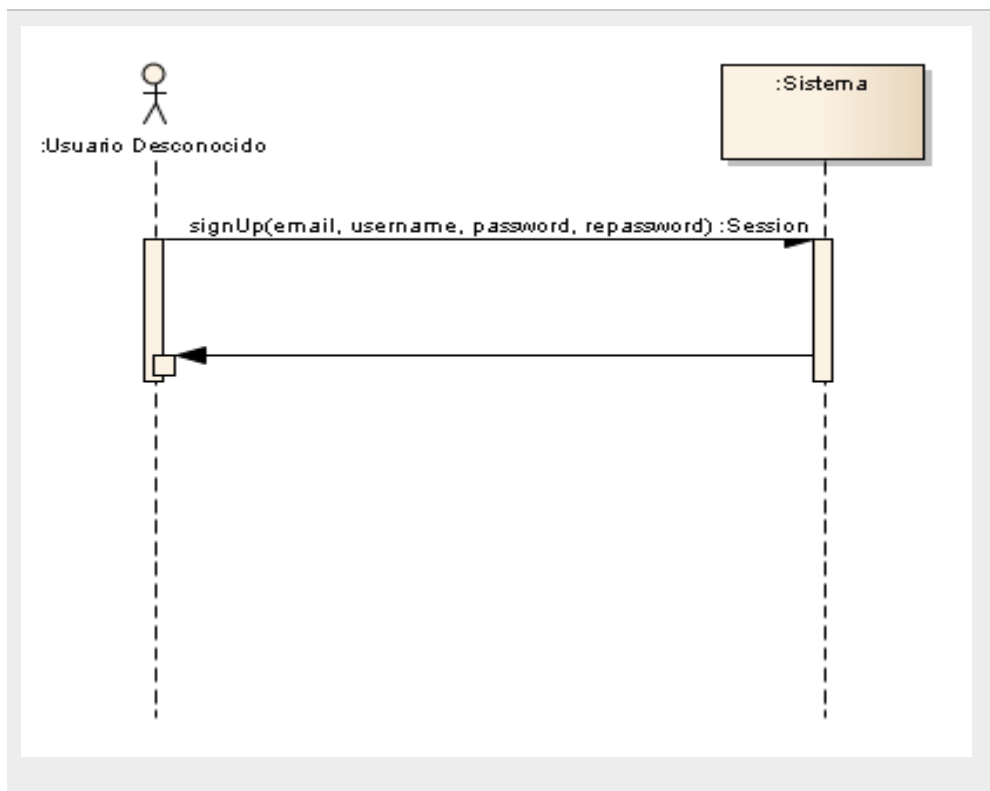 :Usuario Desconocido
:Sistema
signUp(email, username, password, repassword) :Session